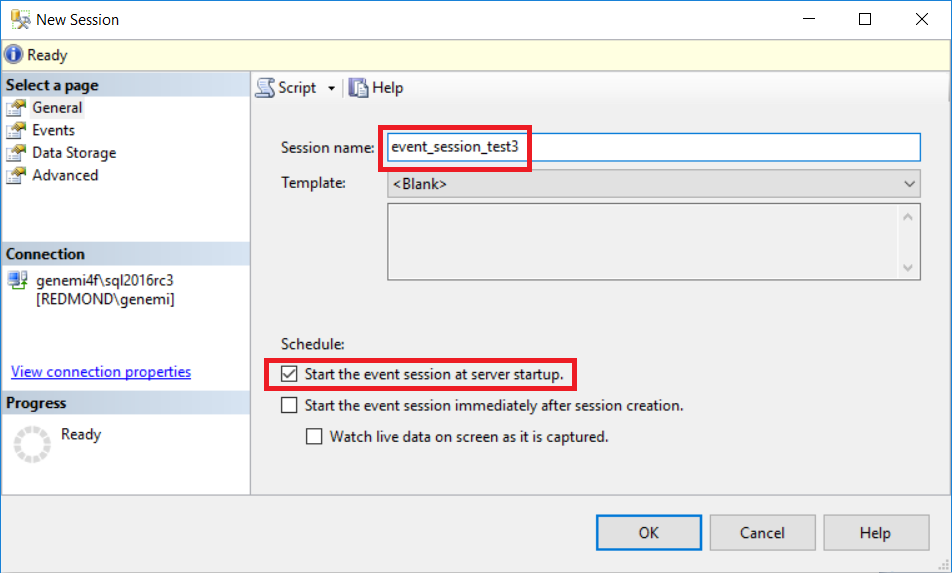 New Session
Ready
Select a page
General
Events
Data Storage
Advanced
Connection
genemi4f\sql2016rc3
[REDMOND\genemi]
View connection properties
Progress
Ready
Script
Help
Session name: event_session_test3
Template: <Blank>
Schedule:
Start the event session at server startup.
Start the event session immediately after session creation.
Watch live data on screen as it is captured.
OK
Cancel
Help